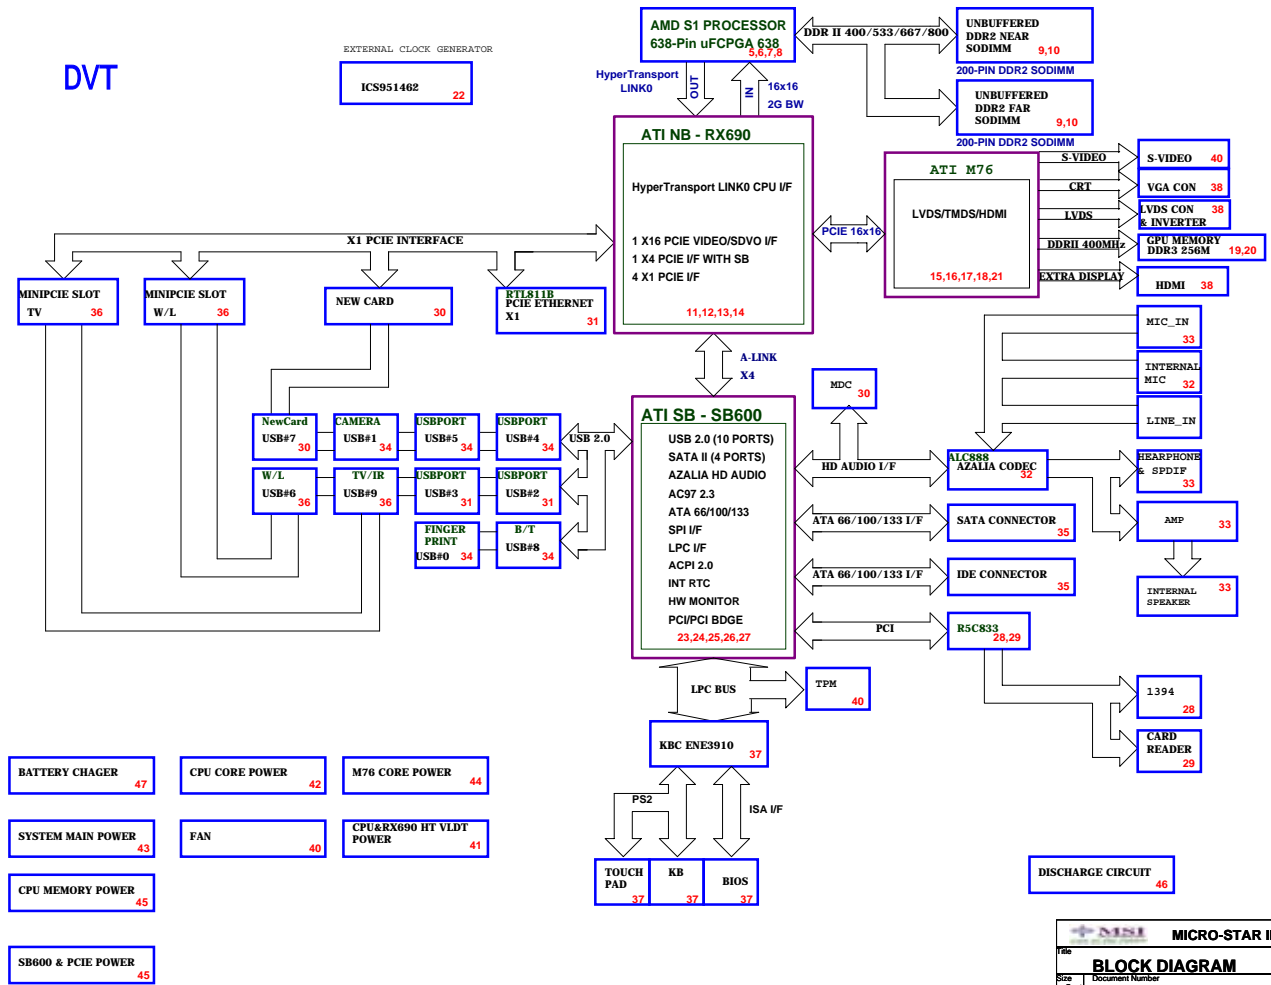 DVT
EXTERNAL CLOCK GENERATOR
ICS951462
22
AMD S1 PROCESSOR
638-Pin uFCPGA 638
5,6,7,8
DDR II 400/533/667/800
UNBUFFERED
DDR2 NEAR
SODIMM
9,10
200-PIN DDR2 SODIMM
UNBUFFERED
DDR2 FAR
SODIMM
9,10
200-PIN DDR2 SODIMM
HyperTransport
LINK0
OUT
IN
16x16
2G BW
ATI NB - RX690
HyperTransport LINK0 CPU I/F
1 X16 PCIE VIDEO/SDVO I/F
1 X4 PCIE I/F WITH SB
4 X1 PCIE I/F
11,12,13,14
PCIE 16x16
ATI M76
LVDS/TMDS/HDMI
15,16,17,18,21
S-VIDEO
CRT
LVDS
DDRII 400MHz
EXTRA DISPLAY
S-VIDEO
40
VGA CON
38
LVDS CON
& INVERTER
38
GPU MEMORY
DDR3 256M
19,20
HDMI
38
X1 PCIE INTERFACE
MINIPCIE SLOT
TV
36
MINIPCIE SLOT
W/L
36
NEW CARD
30
RTL811B
PCIE ETHERNET
X1
31
A-LINK
X4
MIC_IN
33
INTERNAL
MIC
32
LINE_IN
MDC
30
NewCard
USB#7
30
CAMERA
USB#1
34
USBPORT
USB#5
34
USBPORT
USB#4
34
USB 2.0
W/L
USB#6
36
TV/IR
USB#9
36
USBPORT
USB#3
31
USBPORT
USB#2
31
FINGER
PRINT
USB#0
34
B/T
USB#8
34
ATI SB - SB600
USB 2.0 (10 PORTS)
SATA II (4 PORTS)
AZALIA HD AUDIO
AC97 2.3
ATA 66/100/133
SPI I/F
LPC I/F
ACPI 2.0
INT RTC
HW MONITOR
PCI/PCI BDGE
23,24,25,26,27
HD AUDIO I/F
ALC888
AZALIA CODEC
32
HEARPHONE
& SPDIF
33
AMP
33
INTERNAL
SPEAKER
33
ATA 66/100/133 I/F
SATA CONNECTOR
35
ATA 66/100/133 I/F
IDE CONNECTOR
35
PCI
R5C833
28,29
1394
28
CARD
READER
29
LPC BUS
TPM
40
KBC ENE3910
37
PS2
ISA I/F
TOUCH
PAD
37
KB
37
BIOS
37
BATTERY CHAGER
47
CPU CORE POWER
42
M76 CORE POWER
44
SYSTEM MAIN POWER
43
FAN
40
CPU&RX690 HT VLDT
POWER
41
CPU MEMORY POWER
45
DISCHARGE CIRCUIT
46
SB600 & PCIE POWER
45
MSI
MICRO-STAR I
Title
BLOCK DIAGRAM
Size
Document Number